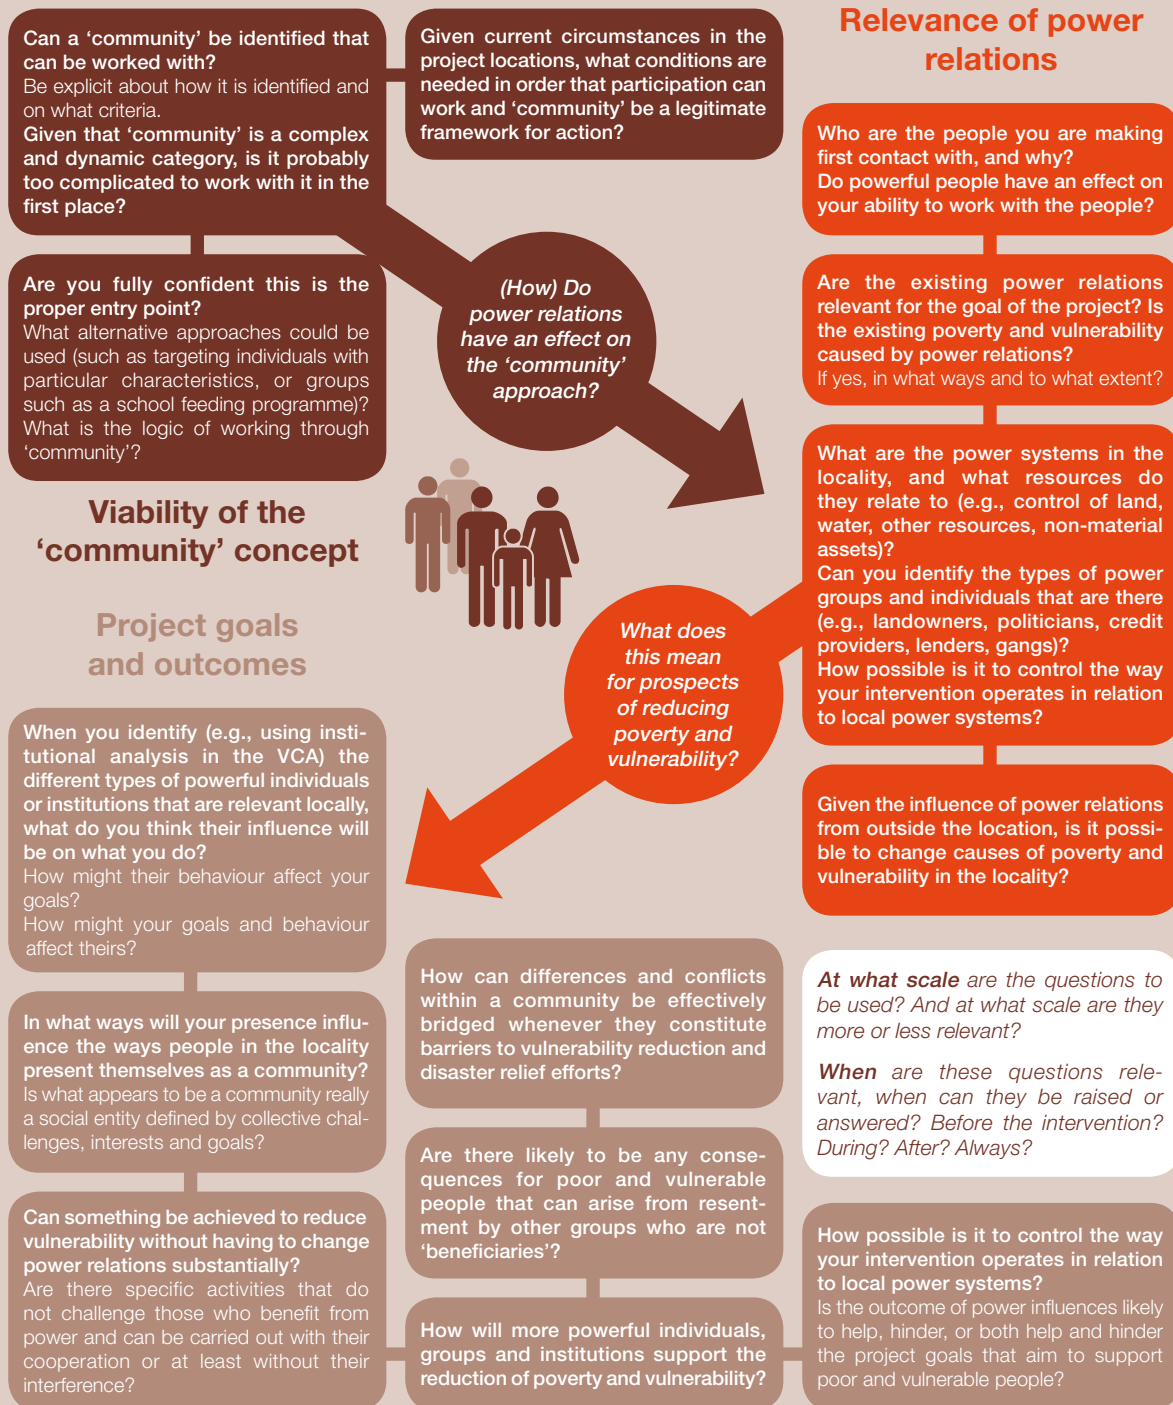 Can a ‘community’ be identified that
can be worked with?
Be explicit about how it is identified and
on what criteria.
Given that ‘community’ is a complex
and dynamic category, is it probably
too complicated to work with it in the
first place?
Given current circumstances in the
project locations, what conditions are
needed in order that participation can
work and ‘community’ be a legitimate
framework for action?
Are you fully confident this is the
proper entry point?
What alternative approaches could be
used (such as targeting individuals with
particular characteristics, or groups
such as a school feeding programme)?
What is the logic of working through
‘community’?
Viability of the
‘community’ concept
(How) Do
power relations
have an effect on
the ‘community’
approach?
Relevance of power
relations
Who are the people you are making
first contact with, and why?
Do powerful people have an effect on
your ability to work with the people?
Are the existing power relations
relevant for the goal of the project? Is
the existing poverty and vulnerability
caused by power relations?
If yes, in what ways and to what extent?
What are the power systems in the
locality, and what resources do
they relate to (e.g., control of land,
water, other resources, non-material
assets)?
Can you identify the types of power
groups and individuals that are there
(e.g., landowners, politicians, credit
providers, lenders, gangs)?
How possible is it to control the way
your intervention operates in relation
to local power systems?
Given the influence of power relations
from outside the location, is it possi-
ble to change causes of poverty and
vulnerability in the locality?
What does
this mean
for prospects
of reducing
poverty and
vulnerability?
Project goals
and outcomes
When you identify (e.g., using insti-
tutional analysis in the VCA) the
different types of powerful individuals
or institutions that are relevant locally,
what do you think their influence will
be on what you do?
How might their behaviour affect your
goals?
How might your goals and behaviour
affect theirs?
In what ways will your presence influ-
ence the ways people in the locality
present themselves as a community?
Is what appears to be a community really
a social entity defined by collective chal-
lenges, interests and goals?
Can something be achieved to reduce
vulnerability without having to change
power relations substantially?
Are there specific activities that do
not challenge those who benefit from
power and can be carried out with their
cooperation or at least without their
interference?
How can differences and conflicts
within a community be effectively
bridged whenever they constitute
barriers to vulnerability reduction and
disaster relief efforts?
Are there likely to be any conse-
quences for poor and vulnerable
people that can arise from resent-
ment by other groups who are not
‘beneficiaries’?
How will more powerful individuals,
groups and institutions support the
reduction of poverty and vulnerability?
At what scale are the questions to
be used? And at what scale are they
more or less relevant?
When are these questions rele-
vant, when can they be raised or
answered? Before the intervention?
During? After? Always?
How possible is it to control the way
your intervention operates in relation
to local power systems?
Is the outcome of power influences likely
to help, hinder, or both help and hinder
the project goals that aim to support
poor and vulnerable people?